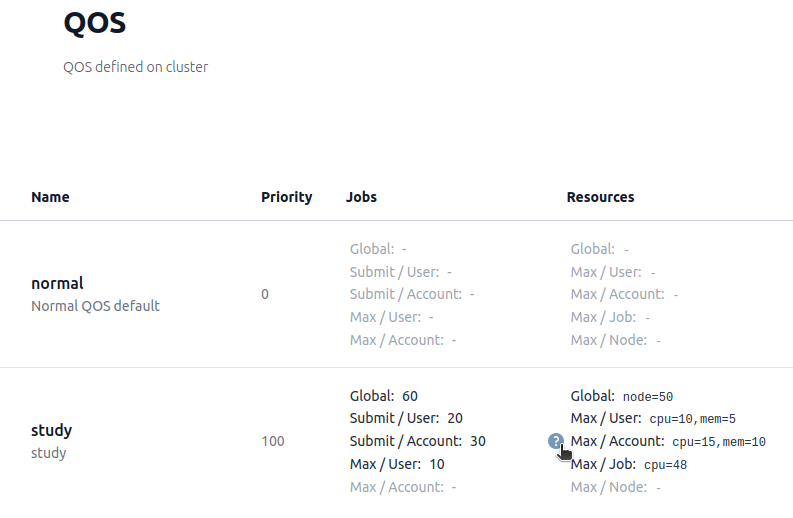 QOS
QOS defined on cluster
Name Priority Jobs Resources
normal
Normal QOS default
0
Global: -
Submit / User: -
Submit / Account: -
Max / User: -
Max / Account: -
Global: -
Max / User: -
Max / Account: -
Max / Job: -
Max / Node: -
study
study
100
Global: 60
Submit / User: 20
Submit / Account: 30
Max / User: 10
Max / Account: -
Global: node=50
Max / User: cpu=10,mem=5
? Max / Account: cpu=15,mem=10
Max / Job: cpu=48
Max / Node: -